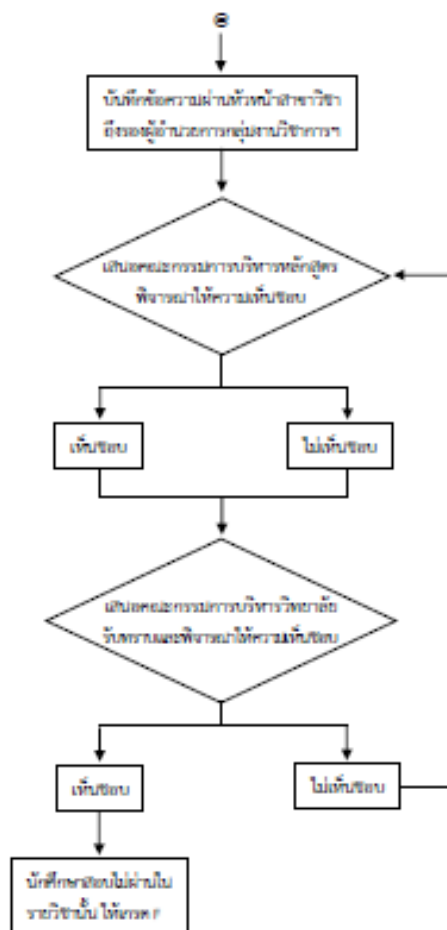 บันทึกข้อความผ่านหัวหน้าสาขาวิชา
ถึงรองผู้อำนวยการกลุ่มงานวิชาการฯ
เสนอคณะกรรมการบริหารหลักสูตร
พิจารณาให้ความเห็นชอบ
เห็นชอบ
ไม่เห็นชอบ
เสนอคณะกรรมการบริหารวิทยาลัย
รับทราบและพิจารณาให้ความเห็นชอบ
เห็นชอบ
ไม่เห็นชอบ
นักศึกษาสอบไม่ผ่านใน
รายวิชานั้น ให้เกรด F